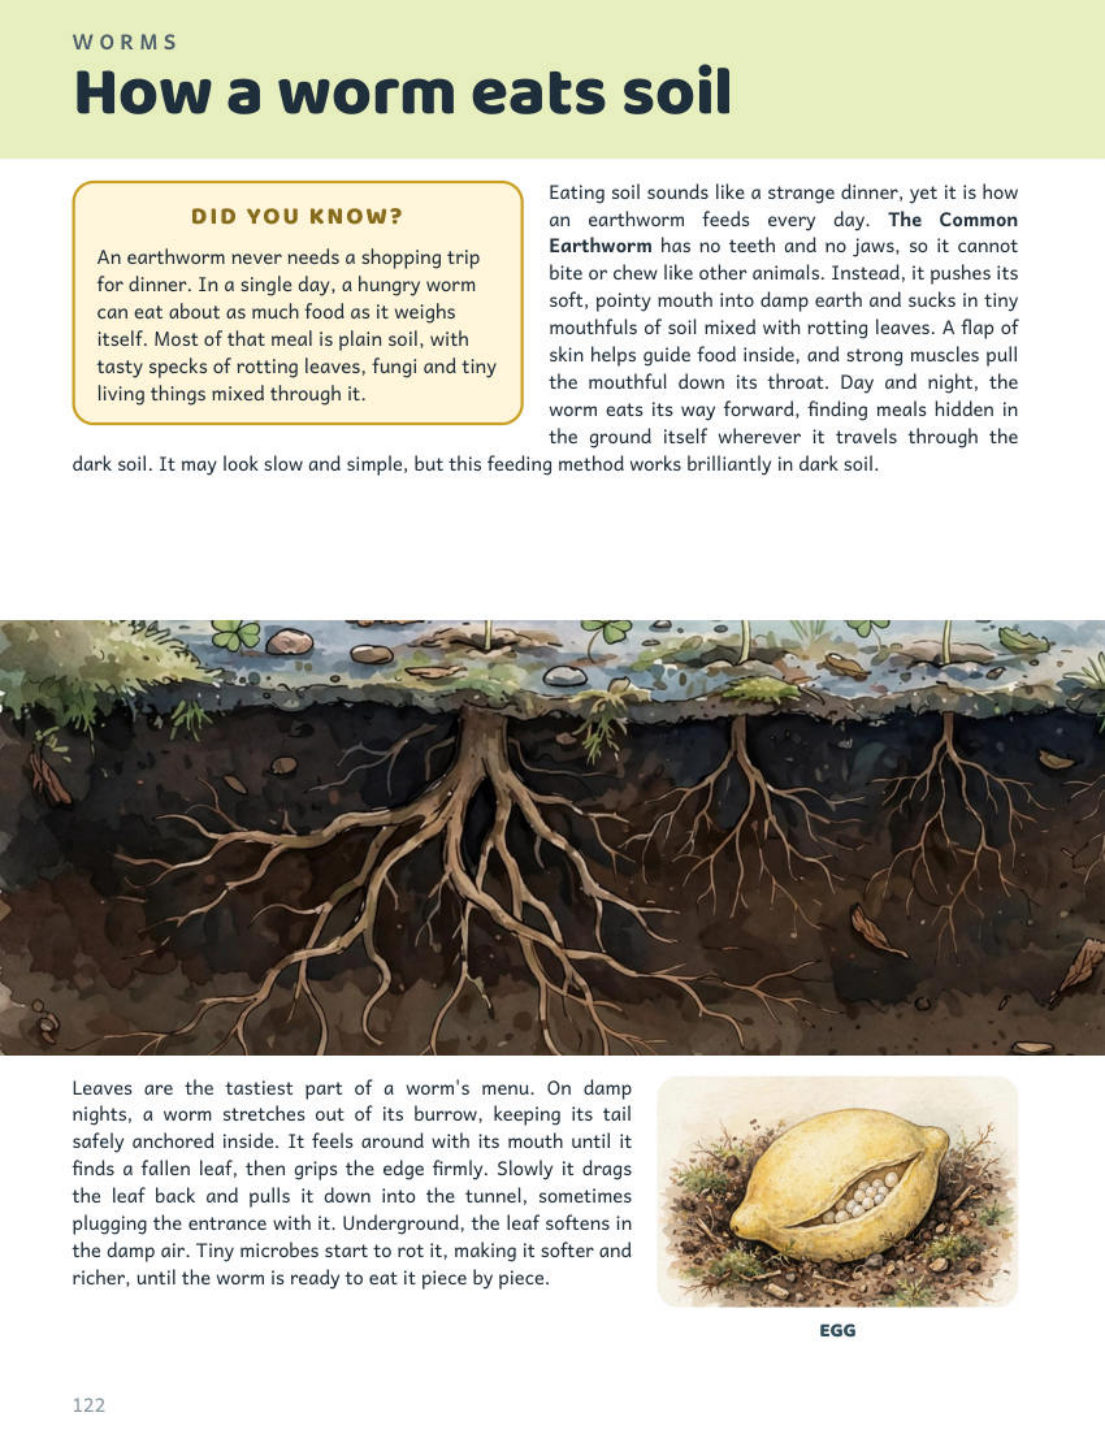 WORMS
How a worm eats soil
DID YOU KNOW?
An earthworm never needs a shopping trip
for dinner. In a single day, a hungry worm
can eat about as much food as it weighs
itself. Most of that meal is plain soil, with
tasty specks of rotting leaves, fungi and tiny
living things mixed through it.
Eating soil sounds like a strange dinner, yet it is how
an earthworm feeds every day. The Common
Earthworm has no teeth and no jaws, so it cannot
bite or chew like other animals. Instead, it pushes its
soft, pointy mouth into damp earth and sucks in tiny
mouthfuls of soil mixed with rotting leaves. A flap of
skin helps guide food inside, and strong muscles pull
the mouthful down its throat. Day and night, the
worm eats its way forward, finding meals hidden in
the ground itself wherever it travels through the
dark soil. It may look slow and simple, but this feeding method works brilliantly in dark soil.
Leaves are the tastiest part of a worm's menu. On damp
nights, a worm stretches out of its burrow, keeping its tail
safely anchored inside. It feels around with its mouth until it
finds a fallen leaf, then grips the edge firmly. Slowly it drags
the leaf back and pulls it down into the tunnel, sometimes
plugging the entrance with it. Underground, the leaf softens in
the damp air. Tiny microbes start to rot it, making it softer and
richer, until the worm is ready to eat it piece by piece.
EGG
122